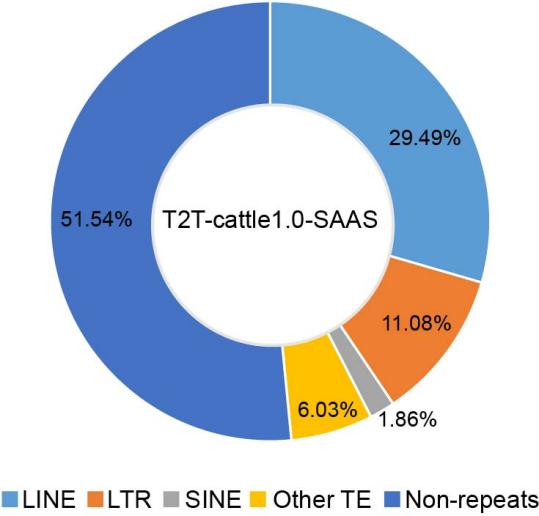 29.49%
51.54%
T2T-cattle1.0-SAAS
11.08%
6.03%
1.86%
LINE LTR SINE Other TE Non-repeats